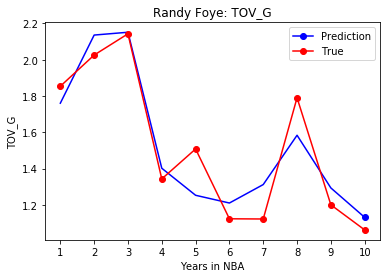 Randy Foye: TOV_G
Prediction
True
TOV_G
2.2
2.0
1.8
1.6
1.4
1.2
1 2 3 4 5 6 7 8 9 10
Years in NBA